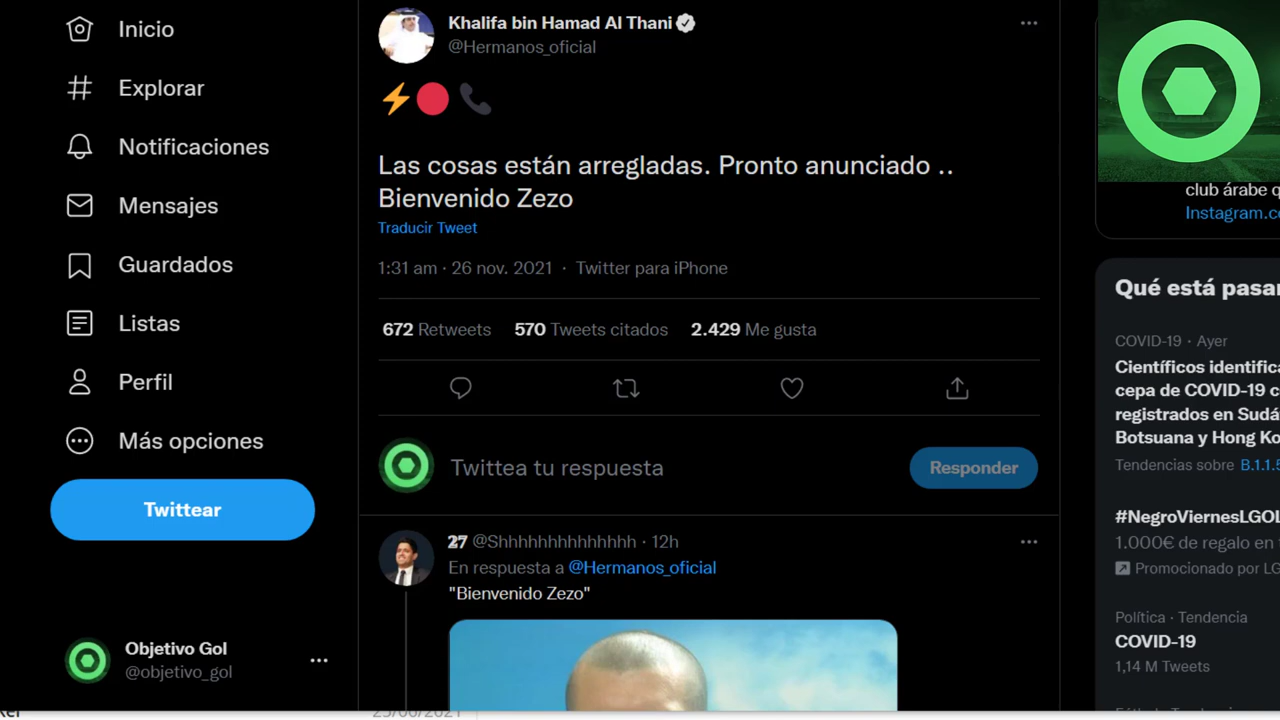 Inicio
Explorar
Notificaciones
Mensajes
Guardados
Listas
Perfil
Más opciones
Twittear
Objetivo Gol
@objetivo_gol
Khalifa bin Hamad Al Thani
@Hermanos_oficial
⚡🔴📞
Las cosas están arregladas. Pronto anunciado ..
Bienvenido Zezo
Traducir Tweet
1:31 am · 26 nov. 2021 · Twitter para iPhone
672 Retweets 570 Tweets citados 2.429 Me gusta
Twittea tu respuesta
Responder
27 @Shhhhhhhhhhhhh · 12h
En respuesta a @Hermanos_oficial
"Bienvenido Zezo"
club árabe q
Instagram.c
Qué está pasa
COVID-19 · Ayer
Científicos identifica
cepa de COVID-19 c
registrados en Sudá
Botsuana y Hong Ko
Tendencias sobre B.1.1.5
#NegroViernesLGOL
1.000€ de regalo en
Promocionado por LG
Política · Tendencia
COVID-19
1,14 M Tweets